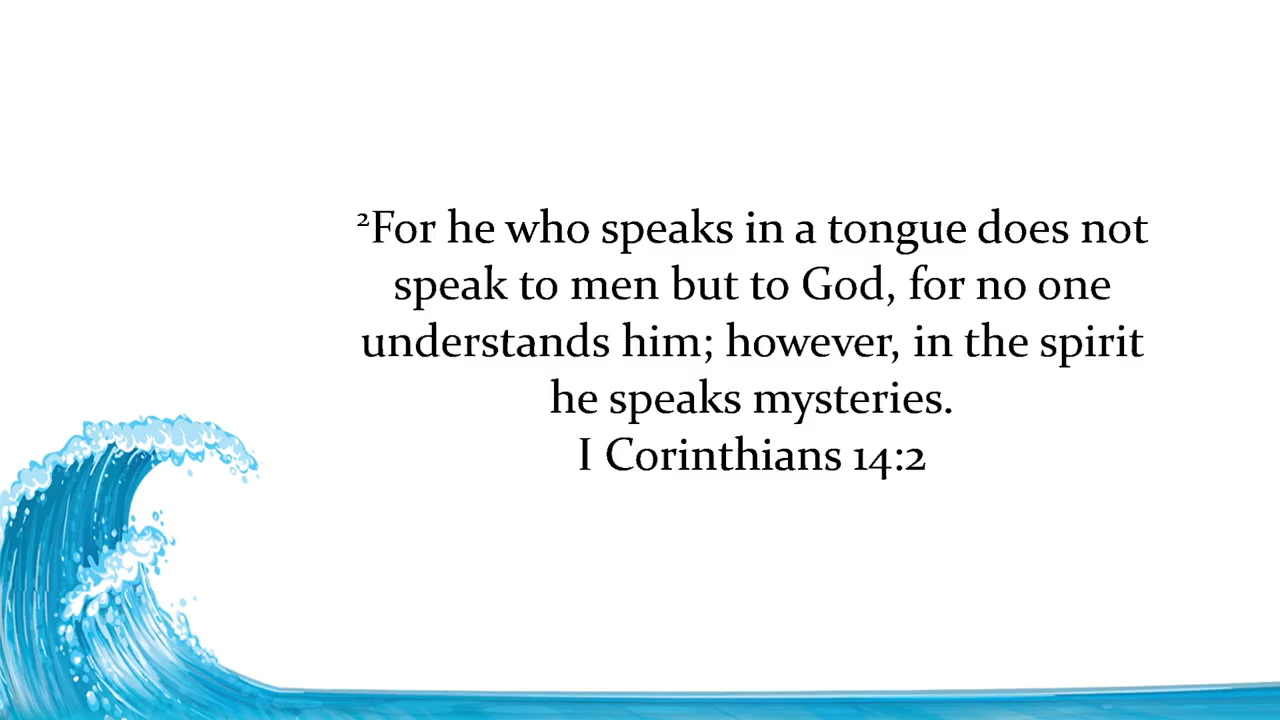 ²For he who speaks in a tongue does not
speak to men but to God, for no one
understands him; however, in the spirit
he speaks mysteries.
I Corinthians 14:2